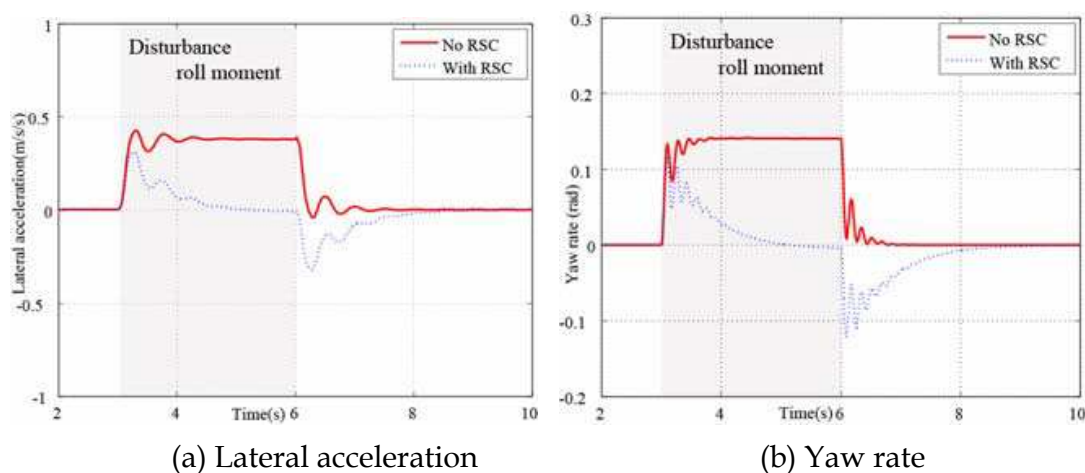 1
0.5
0
-0.5
-1
Lateral acceleration(m/s/s)
Disturbance
roll moment
No RSC
With RSC
2
4
Time(s)
6
8
10
(a) Lateral acceleration
0.3
0.2
0.1
0
-0.1
-0.2
Yaw rate (rad)
Disturbance
roll moment
No RSC
With RSC
2
4
Time(s)
6
8
10
(b) Yaw rate